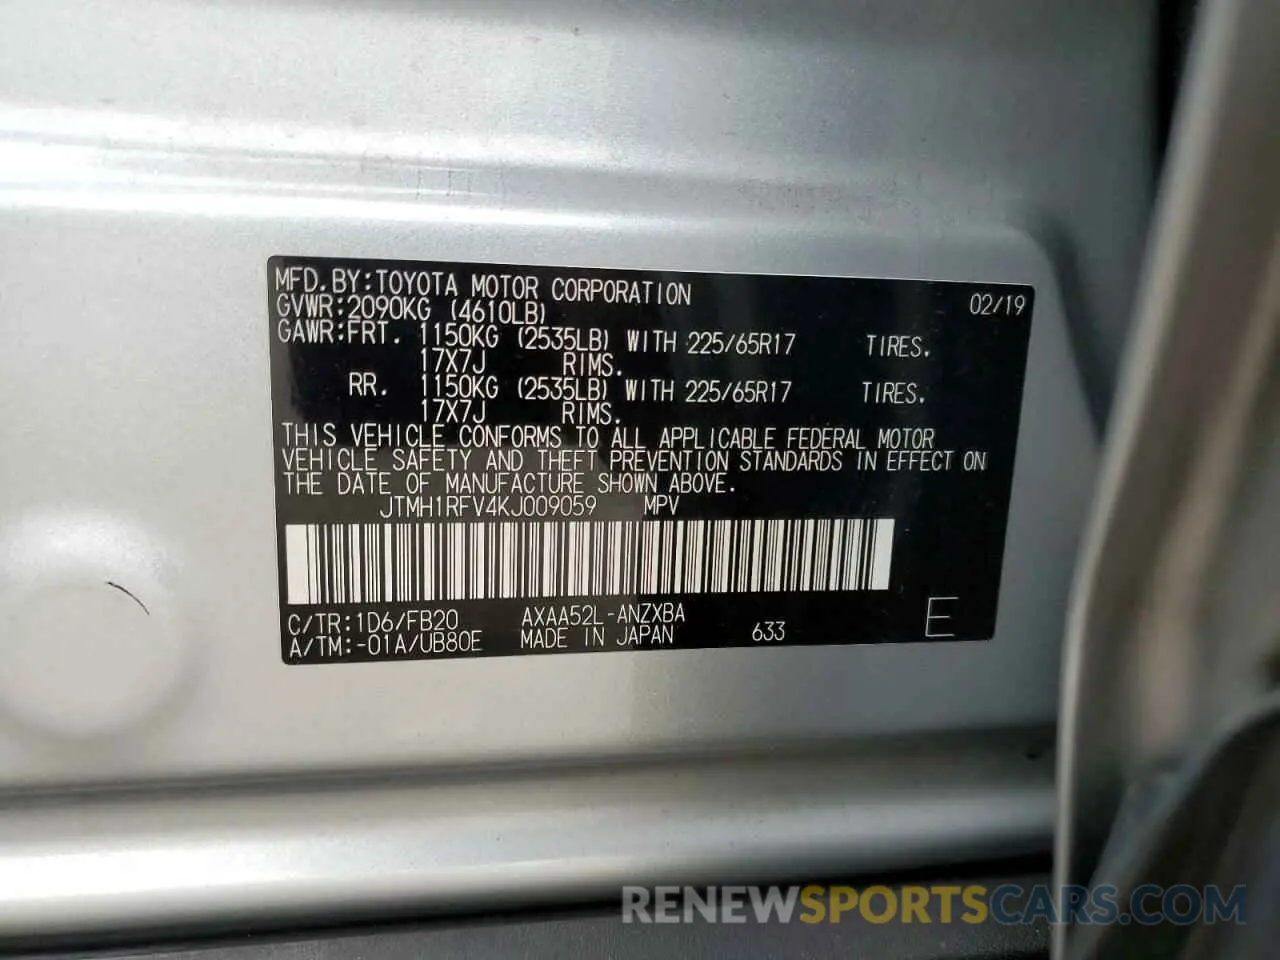 MFD.BY:TOYOTA MOTOR CORPORATION 02/19
GVWR:2090KG (4610LB)
GAWR:FRT. 1150KG (2535LB) WITH 225/65R17 TIRES.
17X7J RIMS.
RR. 1150KG (2535LB) WITH 225/65R17 TIRES.
17X7J RIMS.
THIS VEHICLE CONFORMS TO ALL APPLICABLE FEDERAL MOTOR
VEHICLE SAFETY AND THEFT PREVENTION STANDARDS IN EFFECT ON
THE DATE OF MANUFACTURE SHOWN ABOVE.
JTMH1RFV4KJ009059 MPV
C/TR:1D6/FB20 AXAA52L-ANZXBA
A/TM:-01A/UB80E MADE IN JAPAN 633 E
RENEWSPORTSCARS.COM